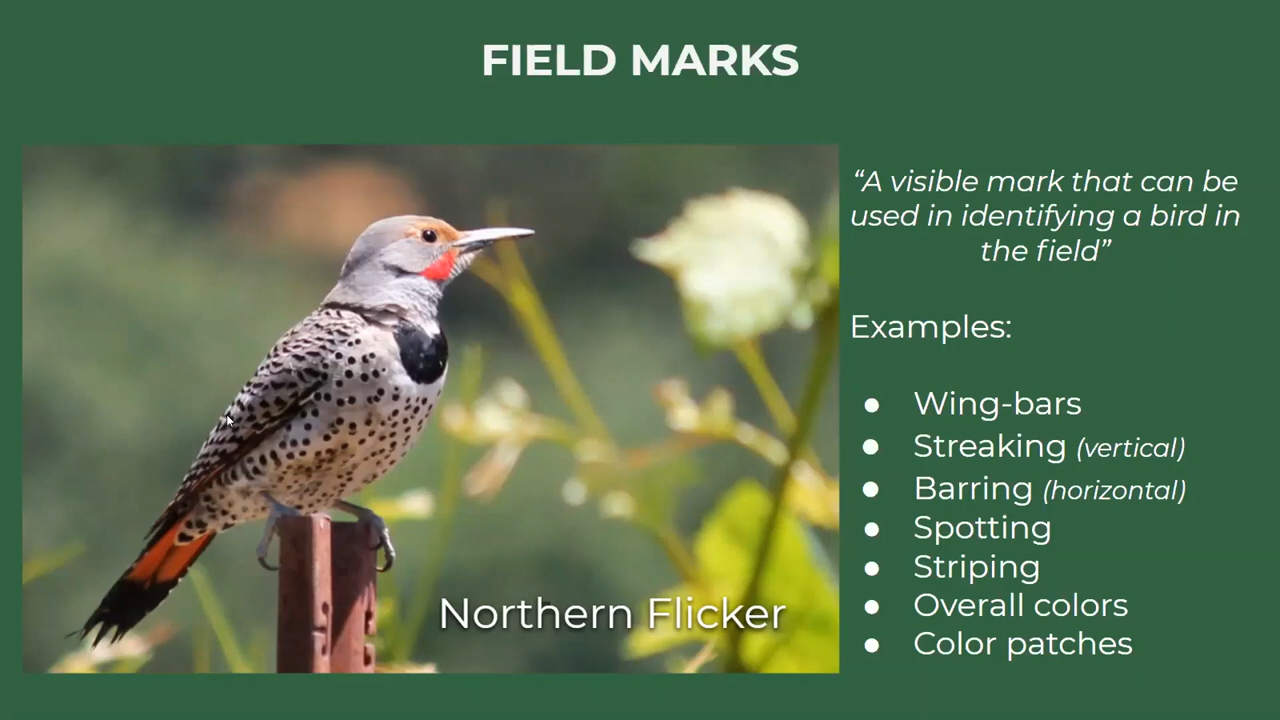 FIELD MARKS
“A visible mark that can be
used in identifying a bird in
the field”
Examples:
● Wing-bars
● Streaking (vertical)
● Barring (horizontal)
● Spotting
● Striping
● Overall colors
● Color patches
Northern Flicker